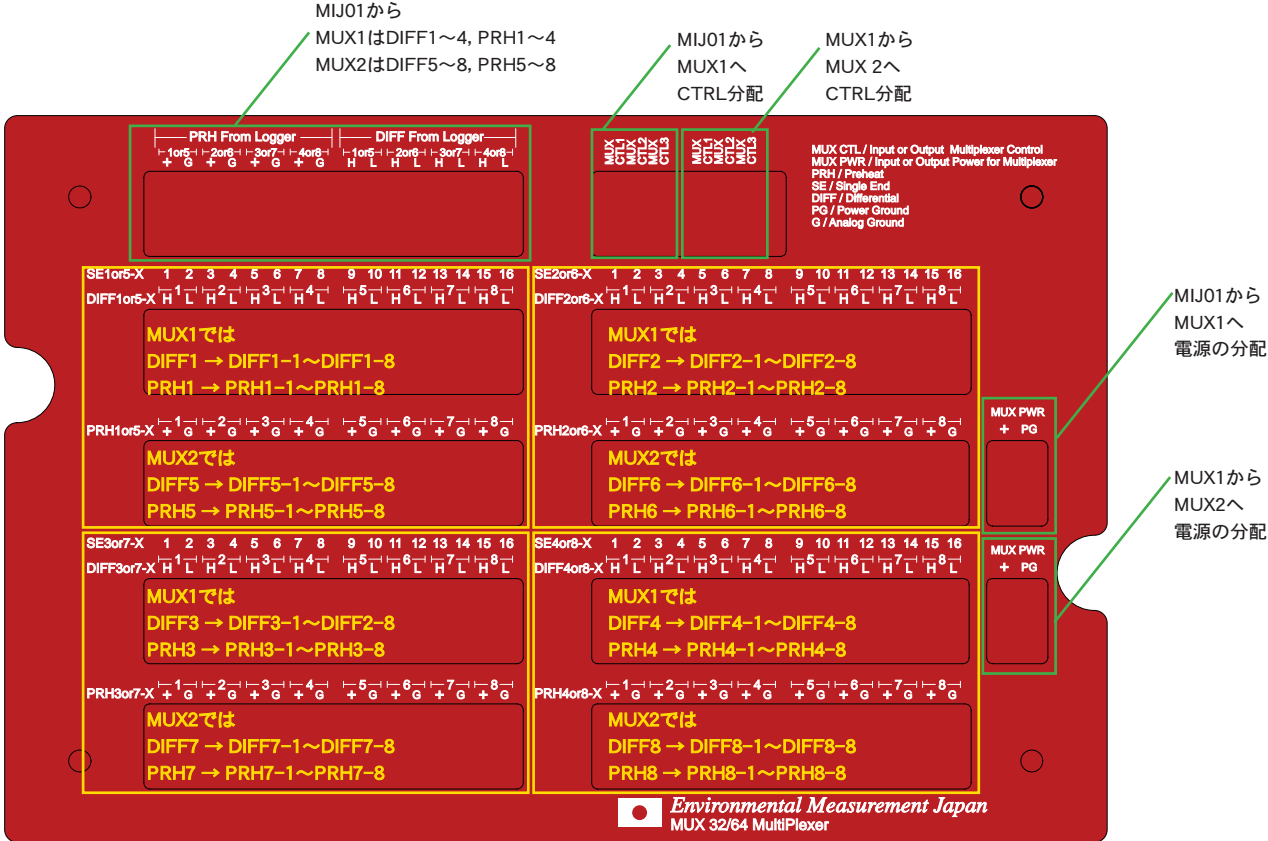 MIJ01から
MUX1はDIFF1～4, PRH1～4
MUX2はDIFF5～8, PRH5～8
MIJ01から
MUX1へ
CTRL分配
MUX1から
MUX 2へ
CTRL分配
PRH From Logger
DIFF From Logger
1or5 2or6 3or7 4or8
1or5 2or6 3or7 4or8
+ G + G + G + G
H L H L H L H L
MUX CTL1
MUX CTL2
MUX CTL3
MUX CTL1
MUX CTL2
MUX CTL3
MUX CTL / Input or Output Multiplexer Control
MUX PWR / Input or Output Power for Multiplexer
PRH / Preheat
SE / Single End
DIFF / Differential
PG / Power Ground
G / Analog Ground
SE1or5-X 1 2 3 4 5 6 7 8 9 10 11 12 13 14 15 16
DIFF1or5-X H 1 L H 2 L H 3 L H 4 L H 5 L H 6 L H 7 L H 8 L
MUX1では
DIFF1 → DIFF1-1～DIFF1-8
PRH1 → PRH1-1～PRH1-8
PRH1or5-X + 1 G + 2 G + 3 G + 4 G + 5 G + 6 G + 7 G + 8 G
MUX2では
DIFF5 → DIFF5-1～DIFF5-8
PRH5 → PRH5-1～PRH5-8
SE2or6-X 1 2 3 4 5 6 7 8 9 10 11 12 13 14 15 16
DIFF2or6-X H 1 L H 2 L H 3 L H 4 L H 5 L H 6 L H 7 L H 8 L
MUX1では
DIFF2 → DIFF2-1～DIFF2-8
PRH2 → PRH2-1～PRH2-8
PRH2or6-X + 1 G + 2 G + 3 G + 4 G + 5 G + 6 G + 7 G + 8 G
MUX2では
DIFF6 → DIFF6-1～DIFF6-8
PRH6 → PRH6-1～PRH6-8
MUX PWR
+ PG
MIJ01から
MUX1へ
電源の分配
SE3or7-X 1 2 3 4 5 6 7 8 9 10 11 12 13 14 15 16
DIFF3or7-X H 1 L H 2 L H 3 L H 4 L H 5 L H 6 L H 7 L H 8 L
MUX1では
DIFF3 → DIFF3-1～DIFF2-8
PRH3 → PRH3-1～PRH3-8
PRH3or7-X + 1 G + 2 G + 3 G + 4 G + 5 G + 6 G + 7 G + 8 G
MUX2では
DIFF7 → DIFF7-1～DIFF7-8
PRH7 → PRH7-1～PRH7-8
SE4or8-X 1 2 3 4 5 6 7 8 9 10 11 12 13 14 15 16
DIFF4or8-X H 1 L H 2 L H 3 L H 4 L H 5 L H 6 L H 7 L H 8 L
MUX1では
DIFF4 → DIFF4-1～DIFF4-8
PRH4 → PRH4-1～PRH4-8
PRH4or8-X + 1 G + 2 G + 3 G + 4 G + 5 G + 6 G + 7 G + 8 G
MUX2では
DIFF8 → DIFF8-1～DIFF8-8
PRH8 → PRH8-1～PRH8-8
MUX PWR
+ PG
MUX1から
MUX2へ
電源の分配
Environmental Measurement Japan
MUX 32/64 MultiPlexer